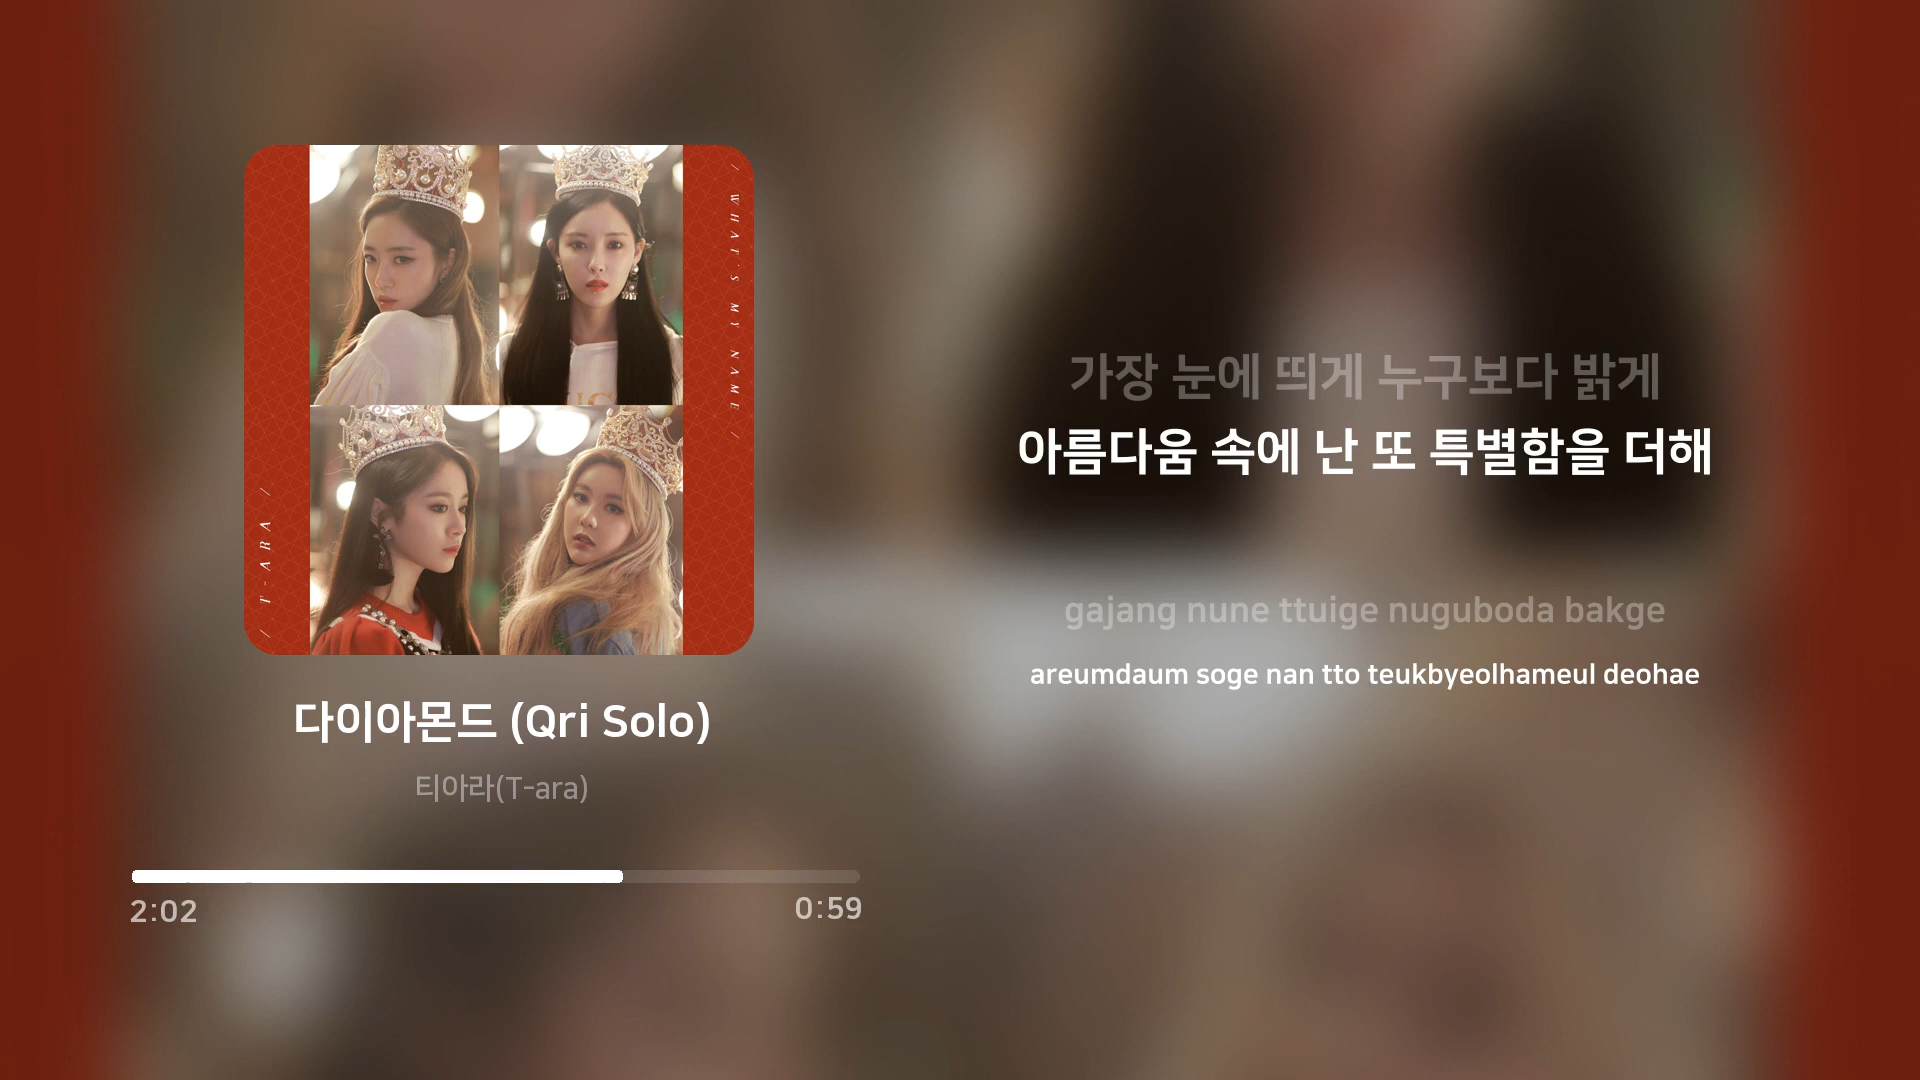 / WHAT'S MY NAME /
/ T-ARA /
다이아몬드 (Qri Solo)
티아라(T-ara)
2:02
0:59
가장 눈에 띄게 누구보다 밝게
아름다움 속에 난 또 특별함을 더해
gajang nune ttuige nuguboda bakge
areumdaum soge nan tto teukbyeolhameul deohae